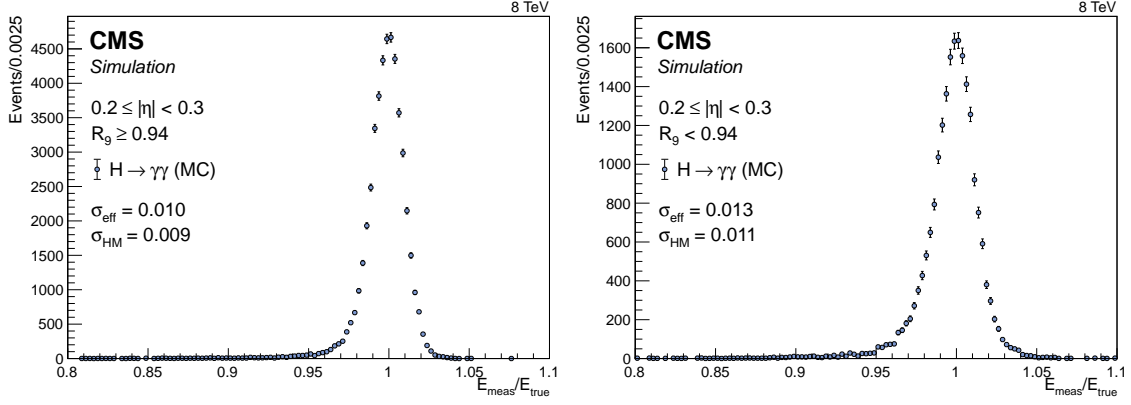 8 TeV
Events/0.0025
CMS
Simulation
0.2 ≤ |η| < 0.3
R9 ≥ 0.94
H → γγ (MC)
σeff = 0.010
σHM = 0.009
4500
4000
3500
3000
2500
2000
1500
1000
500
0
0.8 0.85 0.9 0.95 1 1.05 1.1
Emeas/Etrue
8 TeV
Events/0.0025
CMS
Simulation
0.2 ≤ |η| < 0.3
R9 < 0.94
H → γγ (MC)
σeff = 0.013
σHM = 0.011
1600
1400
1200
1000
800
600
400
200
0
0.8 0.85 0.9 0.95 1 1.05 1.1
Emeas/Etrue